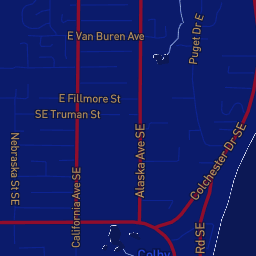 E Van Buren Ave
Puget Dr E
E Fillmore St
SE Truman St
Nebraska St SE
California Ave SE
Alaska Ave SE
Colchester Dr SE
Rd SE
Colby